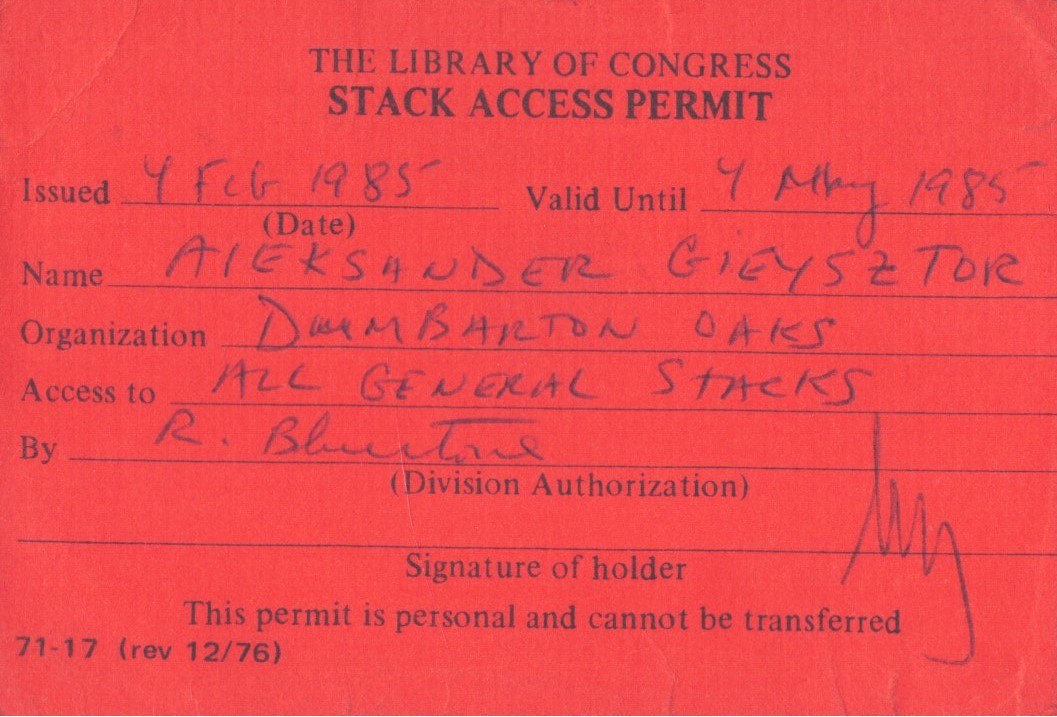 THE LIBRARY OF CONGRESS
STACK ACCESS PERMIT
Issued 4 Feb 1985 Valid Until 4 May 1985
(Date)
Name ALEKSANDER GIEYSZTOR
Organization DUMBARTON OAKS
Access to ALL GENERAL STACKS
By R.
(Division Authorization)
Signature of holder
This permit is personal and cannot be transferred
71-17 (rev 12/76)